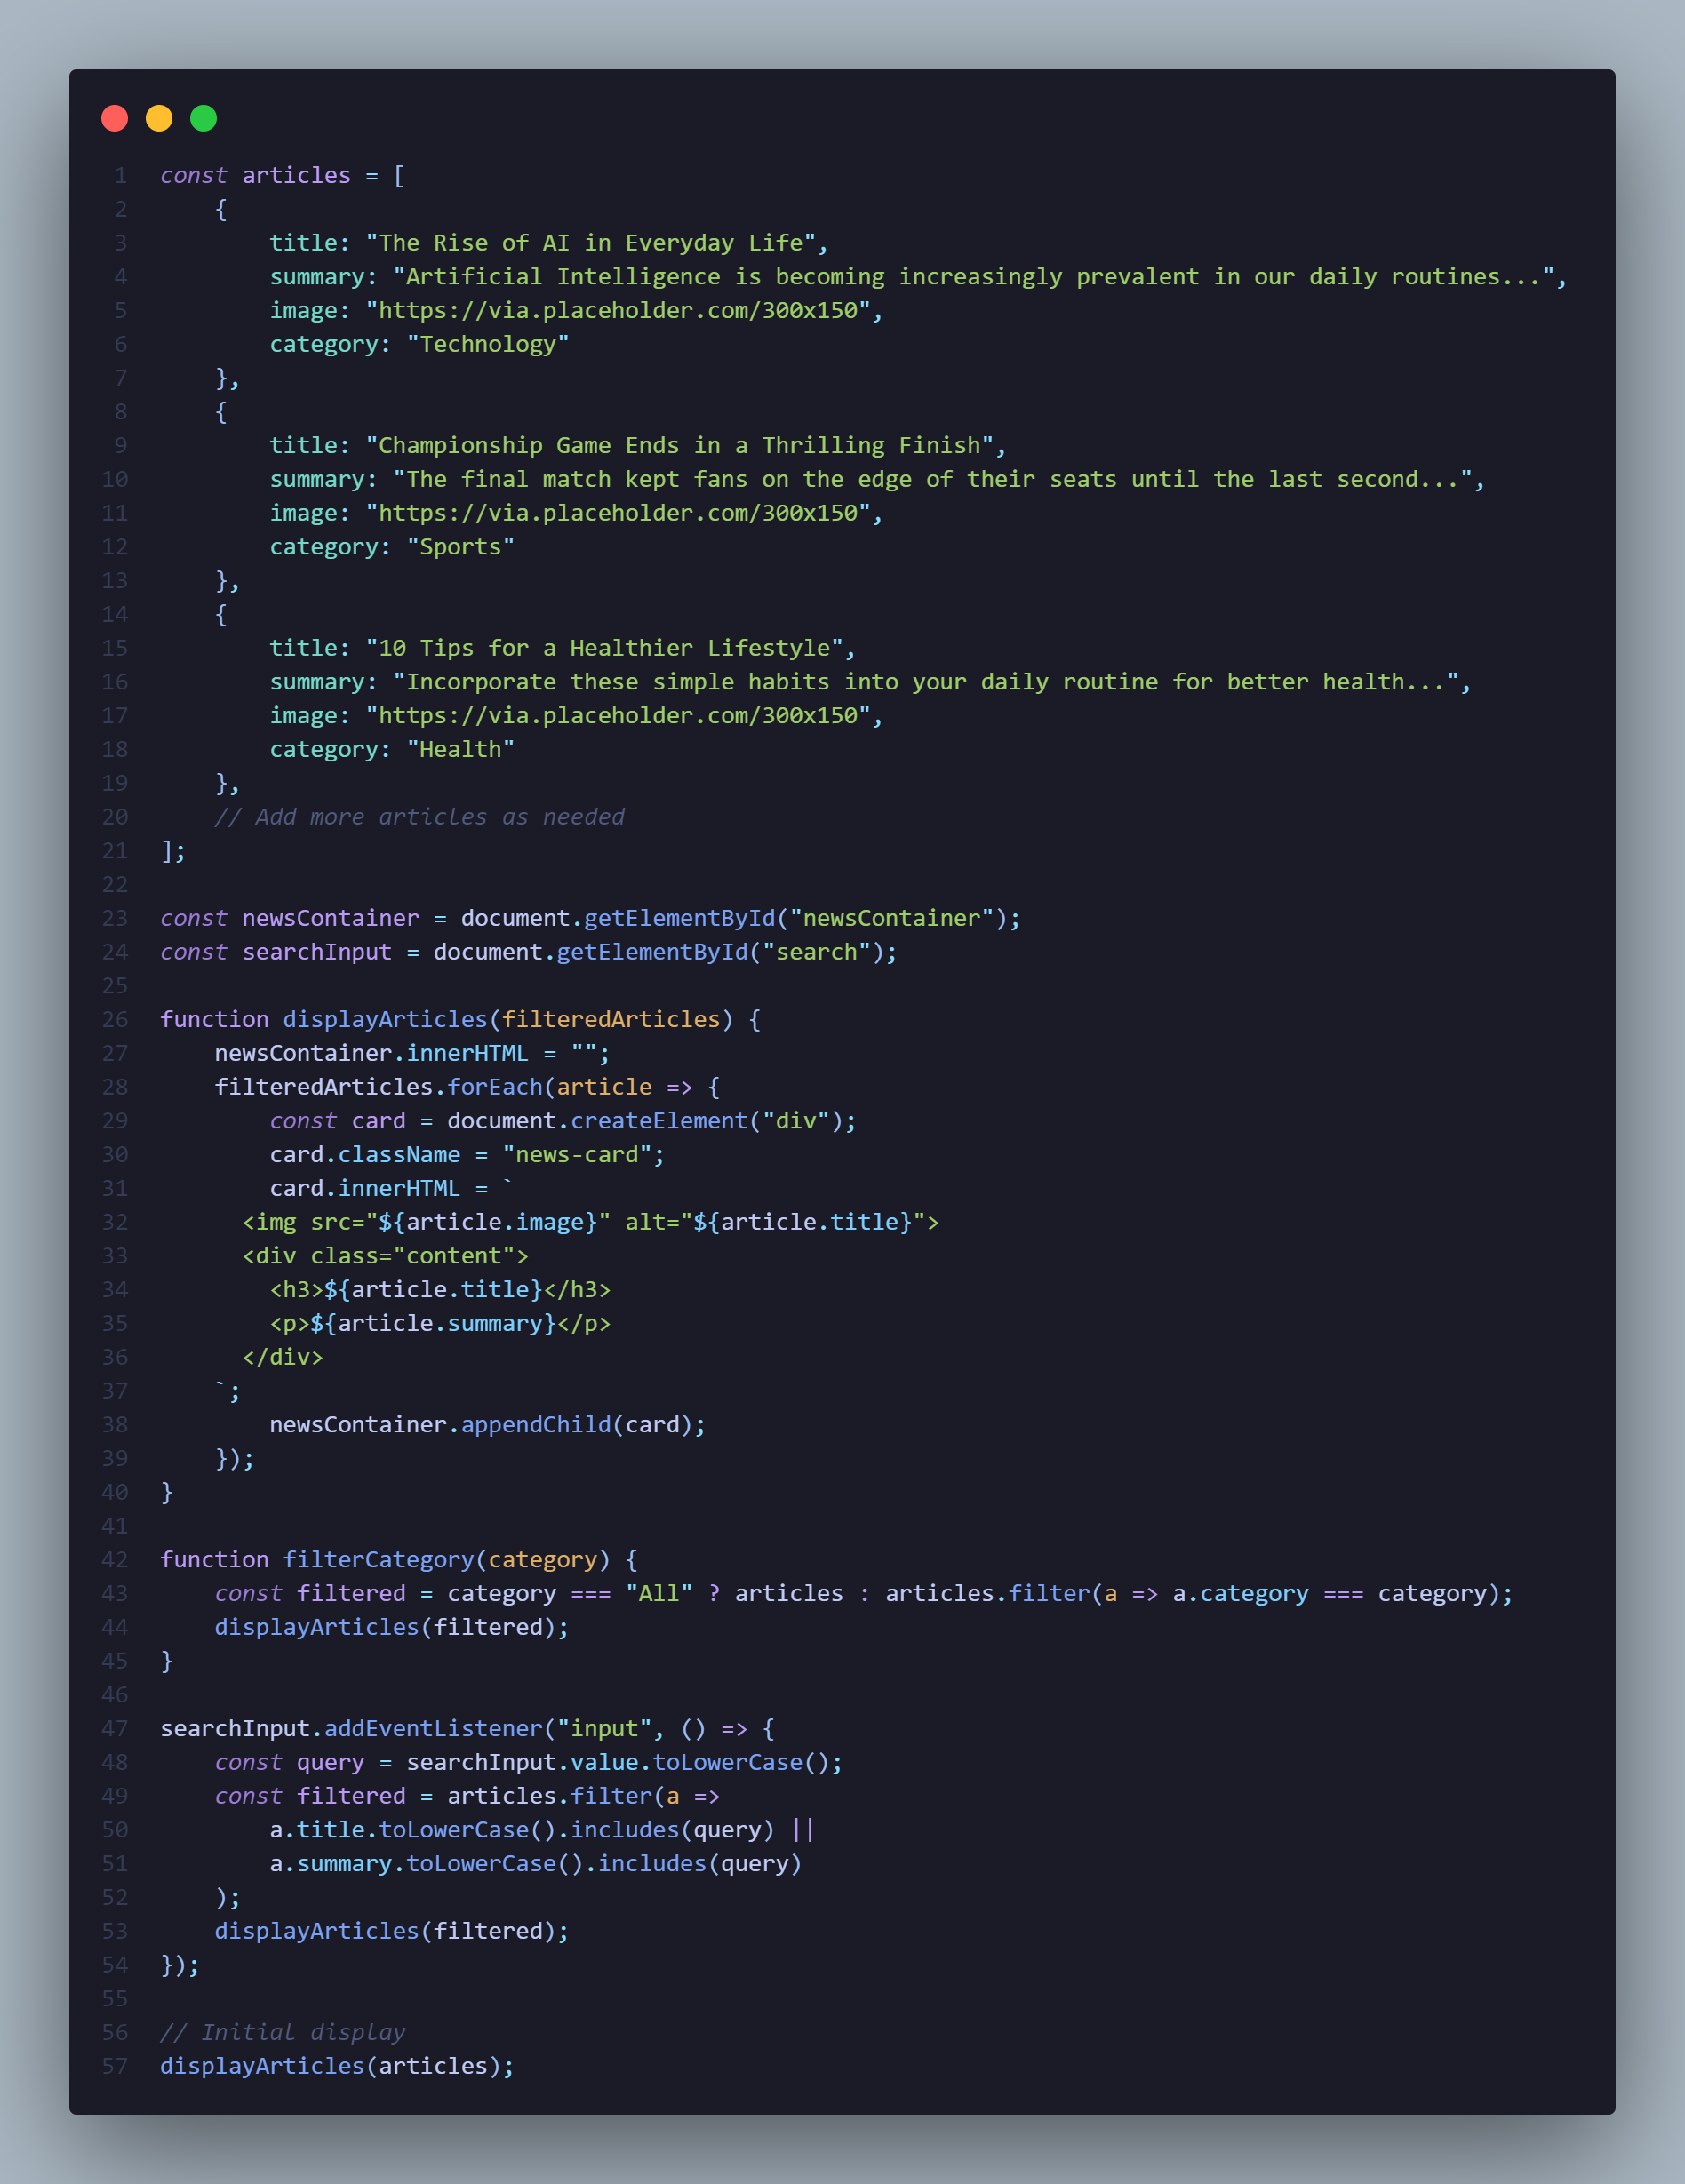 1 const articles = [
2     {
3         title: "The Rise of AI in Everyday Life",
4         summary: "Artificial Intelligence is becoming increasingly prevalent in our daily routines...",
5         image: "https://via.placeholder.com/300x150",
6         category: "Technology"
7     },
8     {
9         title: "Championship Game Ends in a Thrilling Finish",
10         summary: "The final match kept fans on the edge of their seats until the last second...",
11         image: "https://via.placeholder.com/300x150",
12         category: "Sports"
13     },
14     {
15         title: "10 Tips for a Healthier Lifestyle",
16         summary: "Incorporate these simple habits into your daily routine for better health...",
17         image: "https://via.placeholder.com/300x150",
18         category: "Health"
19     },
20     // Add more articles as needed
21 ];
22
23 const newsContainer = document.getElementById("newsContainer");
24 const searchInput = document.getElementById("search");
25
26 function displayArticles(filteredArticles) {
27     newsContainer.innerHTML = "";
28     filteredArticles.forEach(article => {
29         const card = document.createElement("div");
30         card.className = "news-card";
31         card.innerHTML = `
32       <img src="${article.image}" alt="${article.title}">
33       <div class="content">
34         <h3>${article.title}</h3>
35         <p>${article.summary}</p>
36       </div>
37     `;
38         newsContainer.appendChild(card);
39     });
40 }
41
42 function filterCategory(category) {
43     const filtered = category === "All" ? articles : articles.filter(a => a.category === category);
44     displayArticles(filtered);
45 }
46
47 searchInput.addEventListener("input", () => {
48     const query = searchInput.value.toLowerCase();
49     const filtered = articles.filter(a =>
50         a.title.toLowerCase().includes(query) ||
51         a.summary.toLowerCase().includes(query)
52     );
53     displayArticles(filtered);
54 });
55
56 // Initial display
57 displayArticles(articles);